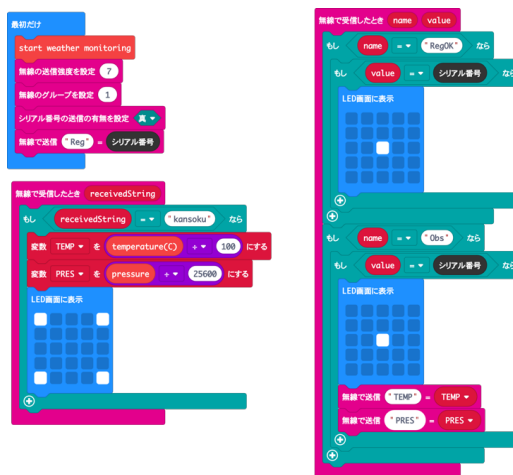 最初だけ
start weather monitoring
無線の送信強度を設定 7
無線のグループを設定 1
シリアル番号の送信の有無を設定 真
無線で送信 "Reg" = シリアル番号
無線で受信したとき receivedString
もし receivedString = "kansoku" なら
変数 TEMP を temperature(C) ÷ 100 にする
変数 PRES を pressure ÷ 25600 にする
LED画面に表示
無線で受信したとき name value
もし name = "RegOK" なら
もし value = シリアル番号 なら
LED画面に表示
もし name = "Obs" なら
もし value = シリアル番号 なら
LED画面に表示
無線で送信 "TEMP" = TEMP
無線で送信 "PRES" = PRES